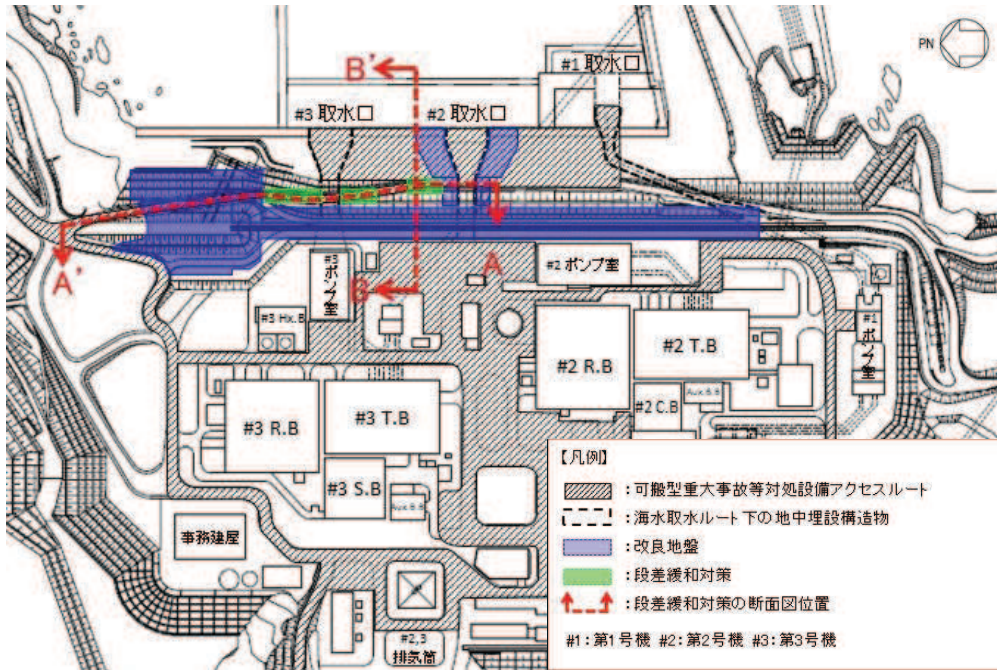 PN
#1 取水口
B'
#3 取水口
#2 取水口
A'
A
B
#3 ポンプ室
#2 ポンプ室
#3 Hx.B
#1 ポンプ室
#2 T.B
#2 R.B
#2 C.B
Aux.B.B
#3 R.B
#3 T.B
#3 S.B
Aux.B.B
事務建屋
#2,3
排気筒
【凡例】
:可搬型重大事故等対処設備アクセスルート
:海水取水ルート下の地中埋設構造物
:改良地盤
:段差緩和対策
:段差緩和対策の断面図位置
#1:第1号機 #2:第2号機 #3:第3号機